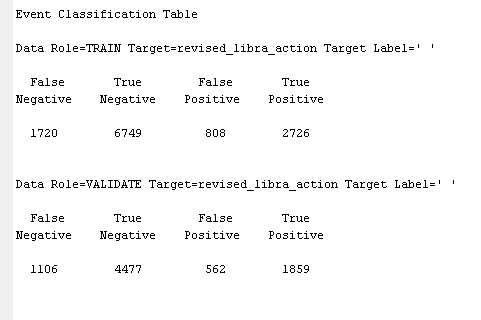 Event Classification Table
Data Role=TRAIN Target=revised_libra_action Target Label=' '
False True False True
Negative Negative Positive Positive
1720 6749 808 2726
Data Role=VALIDATE Target=revised_libra_action Target Label=' '
False True False True
Negative Negative Positive Positive
1106 4477 562 1859